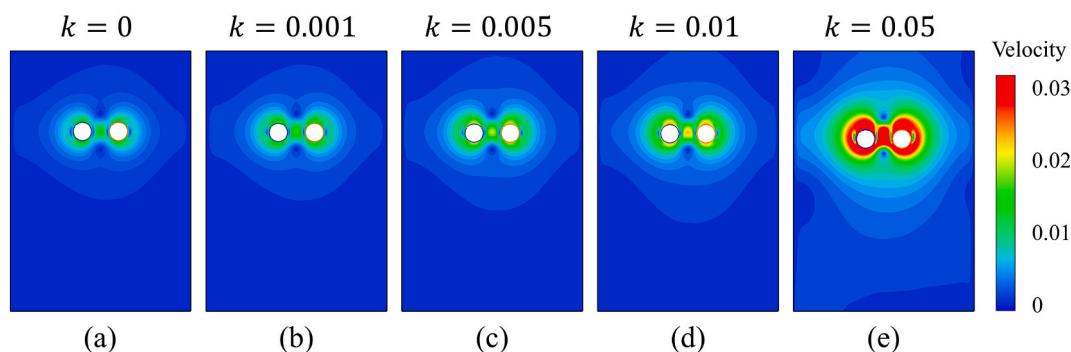 k = 0
k = 0.001
k = 0.005
k = 0.01
k = 0.05
Velocity
0.03
0.02
0.01
0
(a)
(b)
(c)
(d)
(e)